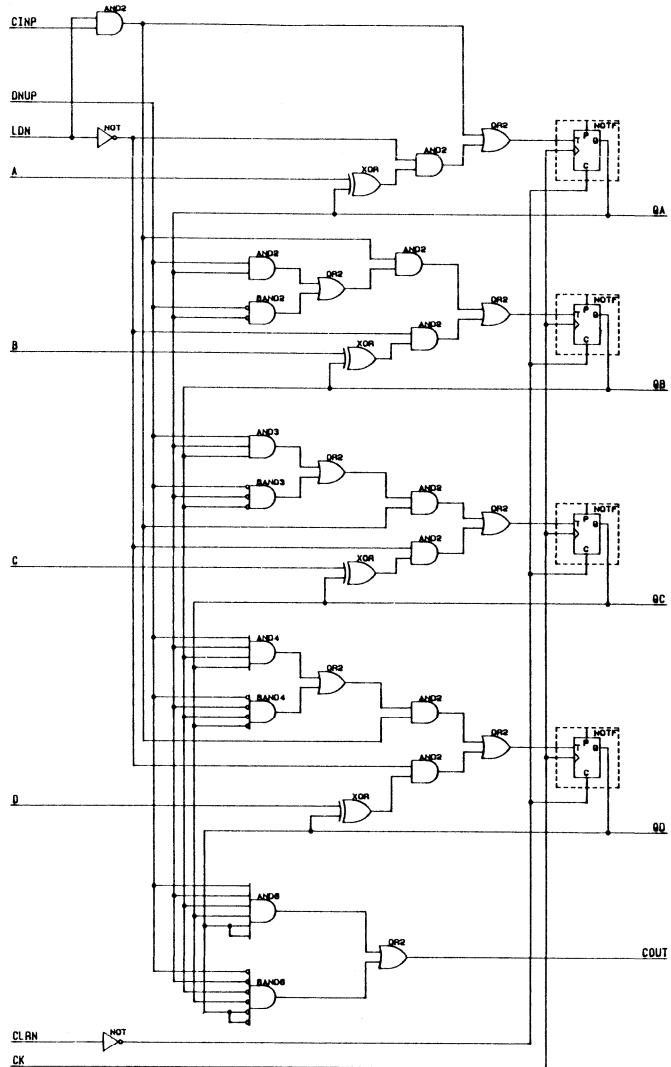 AND2
CINP
DNUP
LDN
NOT
OR2
NOTF
P
T
Q
C
AND2
A
XOR
QA
AND2
AND2
OR2
BAND2
OR2
NOTF
P
T
Q
C
AND2
B
XOR
QB
AND3
OR2
BAND3
AND2
OR2
NOTF
P
T
Q
C
AND2
C
XOR
QC
AND4
OR2
BAND4
AND2
OR2
NOTF
P
T
Q
C
AND2
D
XOR
QD
AND6
OR2
COUT
BAND6
CLRN
NOT
CK